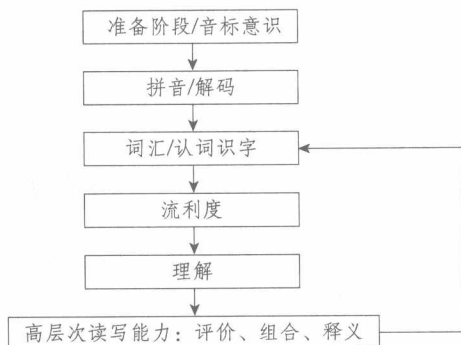 准备阶段/音标意识
拼音/解码
词汇/认词识字
流利度
理解
高层次读写能力：评价、组合、释义